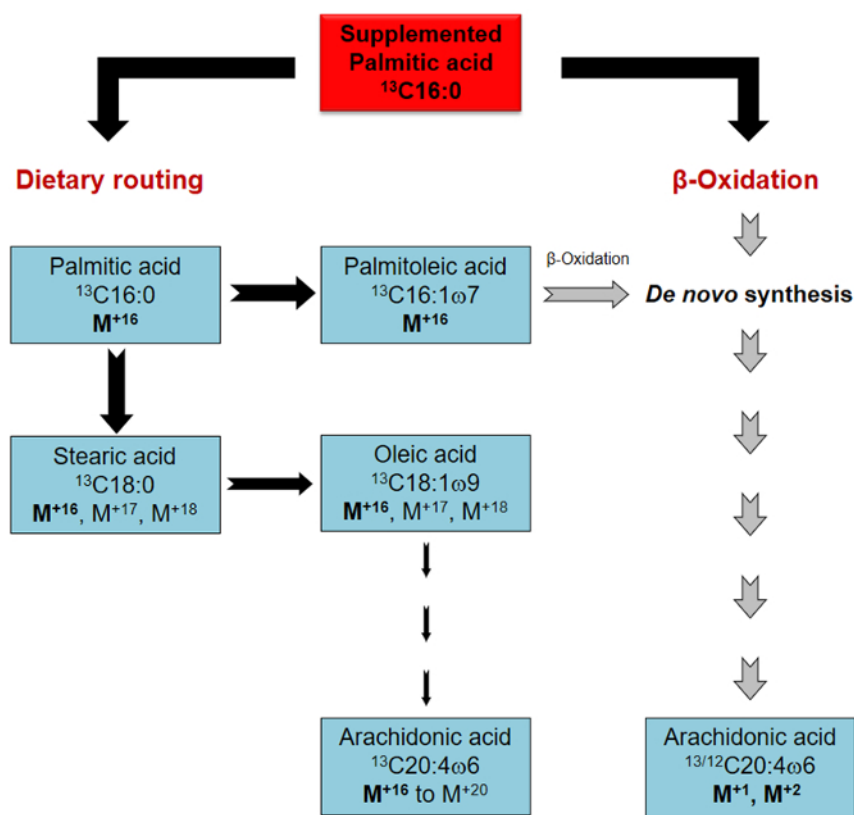 Supplemented
Palmitic acid
¹³C16:0
Dietary routing
β-Oxidation
Palmitic acid
¹³C16:0
M⁺¹⁶
Palmitoleic acid
¹³C16:1ω7
M⁺¹⁶
β-Oxidation
De novo synthesis
Stearic acid
¹³C18:0
M⁺¹⁶, M⁺¹⁷, M⁺¹⁸
Oleic acid
¹³C18:1ω9
M⁺¹⁶, M⁺¹⁷, M⁺¹⁸
Arachidonic acid
¹³C20:4ω6
M⁺¹⁶ to M⁺²⁰
Arachidonic acid
¹³/¹²C20:4ω6
M⁺¹, M⁺²